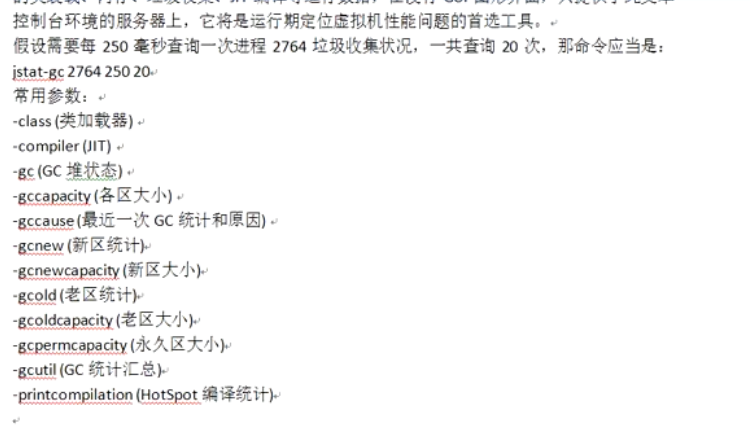 控制台环境的服务器上，它将是运行期定位虚拟机性能问题的首选工具。
假设需要每 250 毫秒查询一次进程 2764 垃圾收集状况，一共查询 20 次，那命令应当是：
jstat-gc 2764 250 20
常用参数：
-class (类加载器)
-compiler (JIT)
-gc (GC 堆状态)
-gccapacity (各区大小)
-gccause (最近一次 GC 统计和原因)
-gcnew (新区统计)
-gcnewcapacity (新区大小)
-gcold (老区统计)
-gcoldcapacity (老区大小)
-gcpermcapacity (永久区大小)
-gcutil (GC 统计汇总)
-printcompilation (HotSpot 编译统计)